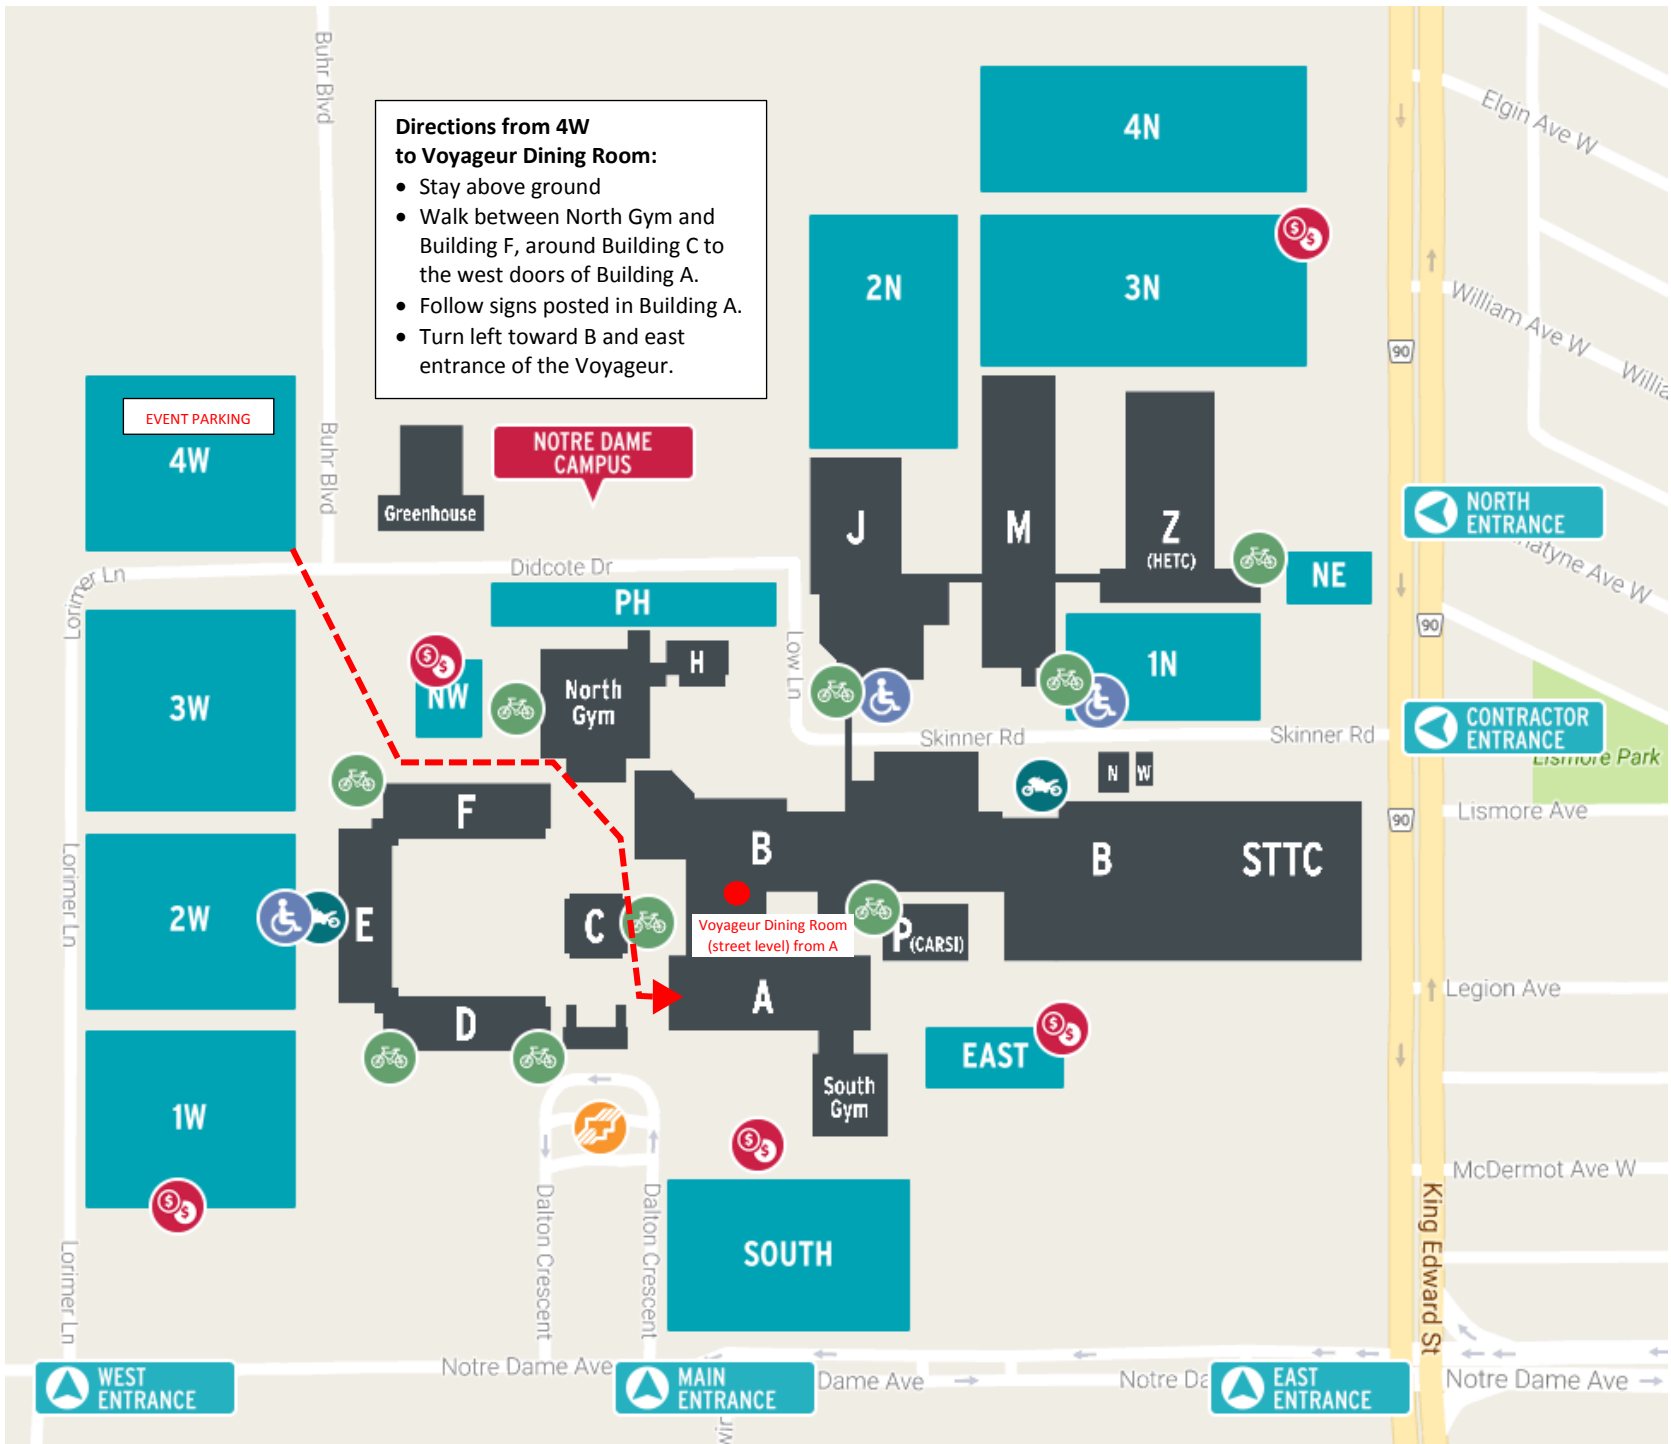 Buhr Blvd
Directions from 4W
to Voyageur Dining Room:
• Stay above ground
• Walk between North Gym and
Building F, around Building C to
the west doors of Building A.
• Follow signs posted in Building A.
• Turn left toward B and east
entrance of the Voyageur.
4N
Elgin Ave W
2N
3N
William Ave W
90
EVENT PARKING
4W
Buhr Blvd
NOTRE DAME
CAMPUS
Greenhouse
J
M
Z
(HETC)
NORTH
ENTRANCE
Didcote Dr
Lorimer Ln
PH
NE
90
3W
NW
North
Gym
H
Low Ln
1N
Skinner Rd
Skinner Rd
CONTRACTOR
ENTRANCE
Lismore Park
N
W
F
B
B
STTC
90
Lismore Ave
Lorimer Ln
2W
E
C
Voyageur Dining Room
(street level) from A
P(CARSI)
A
D
Legion Ave
EAST
South
Gym
1W
McDermot Ave W
Dalton Crescent
Dalton Crescent
SOUTH
King Edward St
Lorimer Ln
WEST
ENTRANCE
Notre Dame Ave
MAIN
ENTRANCE
Dame Ave
Notre Da
EAST
ENTRANCE
Notre Dame Ave